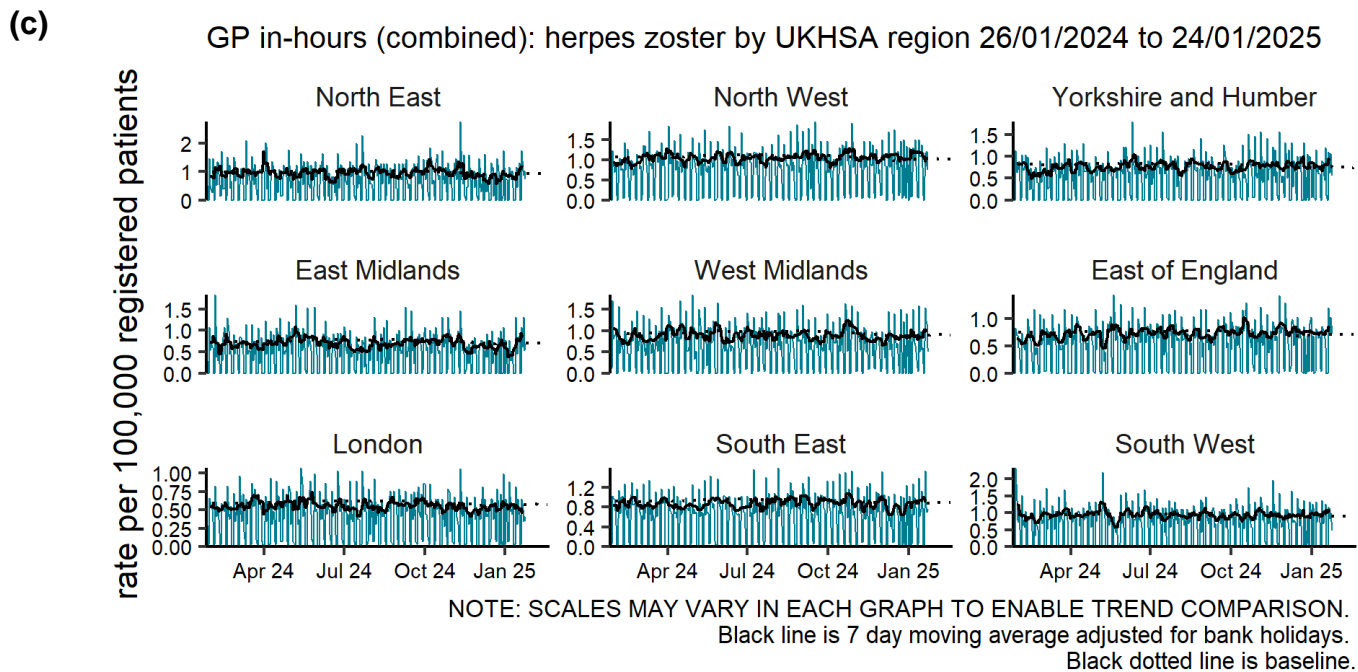 (c)
GP in-hours (combined): herpes zoster by UKHSA region 26/01/2024 to 24/01/2025
rate per 100,000 registered patients
North East
2
1
0
North West
1.5
1.0
0.5
0.0
Yorkshire and Humber
1.5
1.0
0.5
0.0
East Midlands
1.5
1.0
0.5
0.0
West Midlands
1.5
1.0
0.5
0.0
East of England
1.0
0.5
0.0
London
1.00
0.75
0.50
0.25
0.00
South East
1.2
0.8
0.4
0.0
South West
2.0
1.5
1.0
0.5
0.0
Apr 24 Jul 24 Oct 24 Jan 25
Apr 24 Jul 24 Oct 24 Jan 25
Apr 24 Jul 24 Oct 24 Jan 25
NOTE: SCALES MAY VARY IN EACH GRAPH TO ENABLE TREND COMPARISON.
Black line is 7 day moving average adjusted for bank holidays.
Black dotted line is baseline.